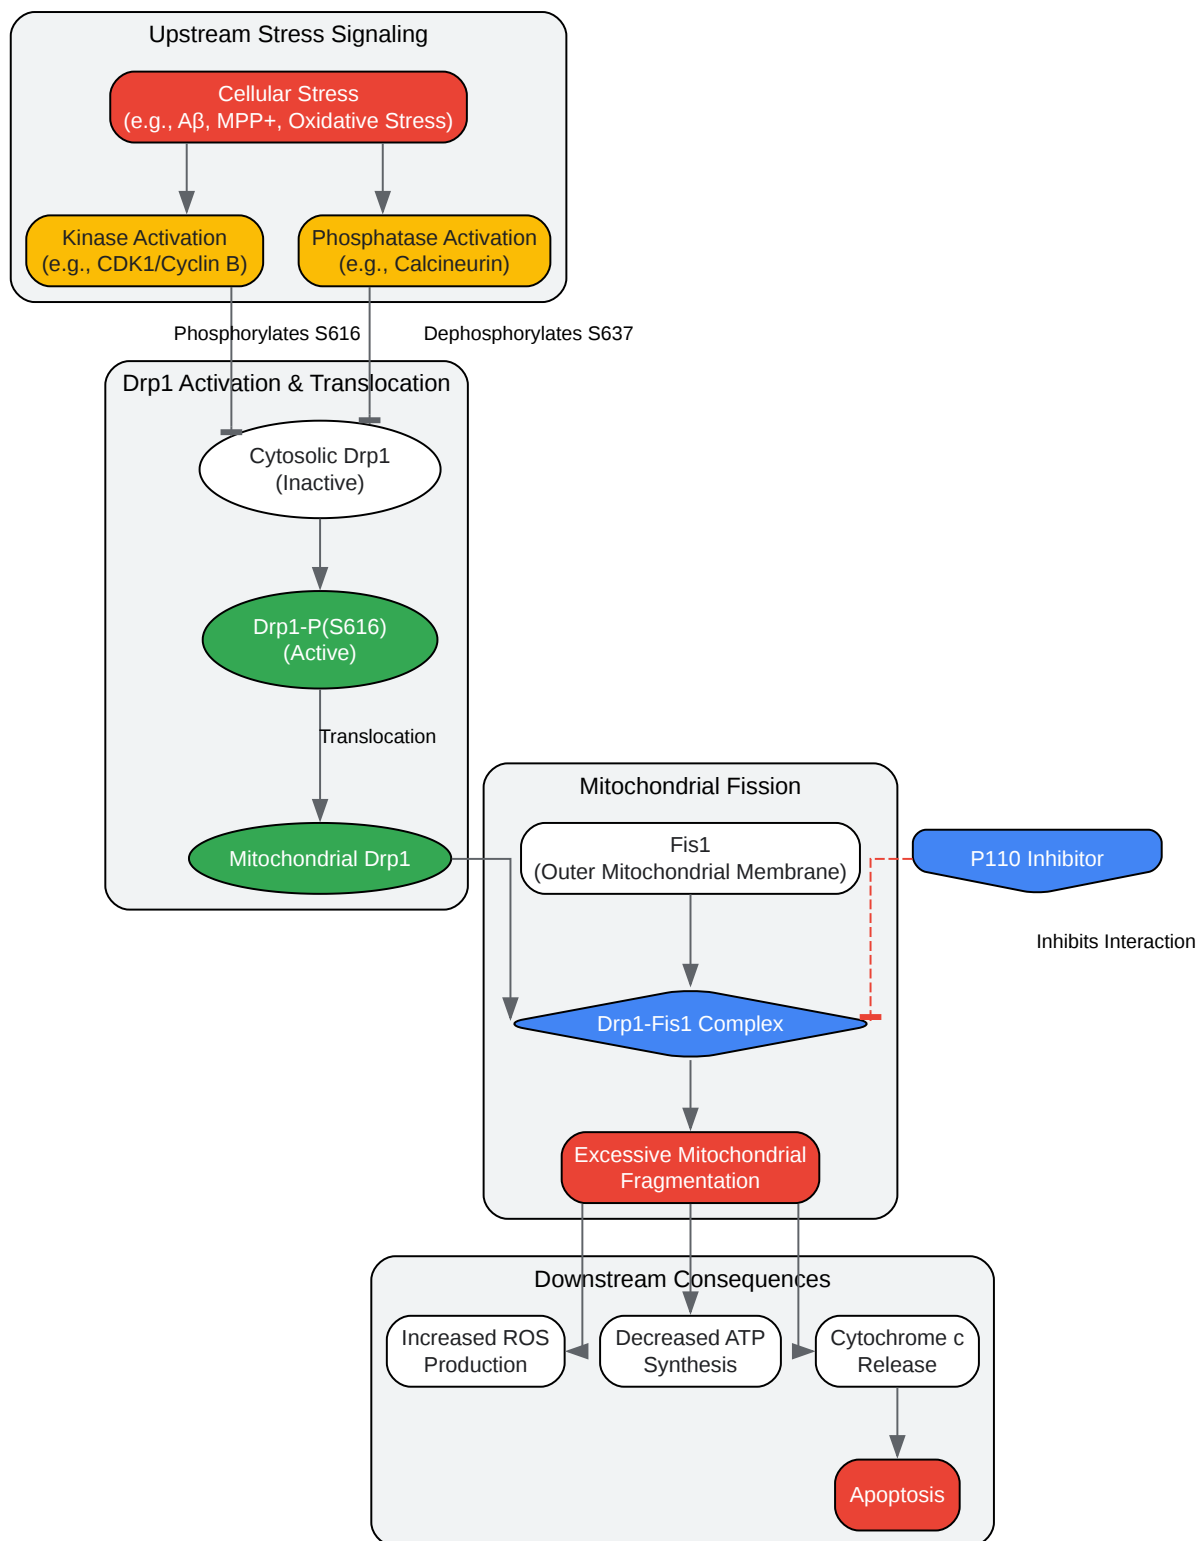 Upstream Stress Signaling
Cellular Stress
(e.g., Aβ, MPP+, Oxidative Stress)
Kinase Activation
(e.g., CDK1/Cyclin B)
Phosphatase Activation
(e.g., Calcineurin)
Phosphorylates S616
Dephosphorylates S637
Drp1 Activation & Translocation
Cytosolic Drp1
(Inactive)
Drp1-P(S616)
(Active)
Translocation
Mitochondrial Drp1
Mitochondrial Fission
Fis1
(Outer Mitochondrial Membrane)
P110 Inhibitor
Inhibits Interaction
Drp1-Fis1 Complex
Excessive Mitochondrial
Fragmentation
Downstream Consequences
Increased ROS
Production
Decreased ATP
Synthesis
Cytochrome c
Release
Apoptosis